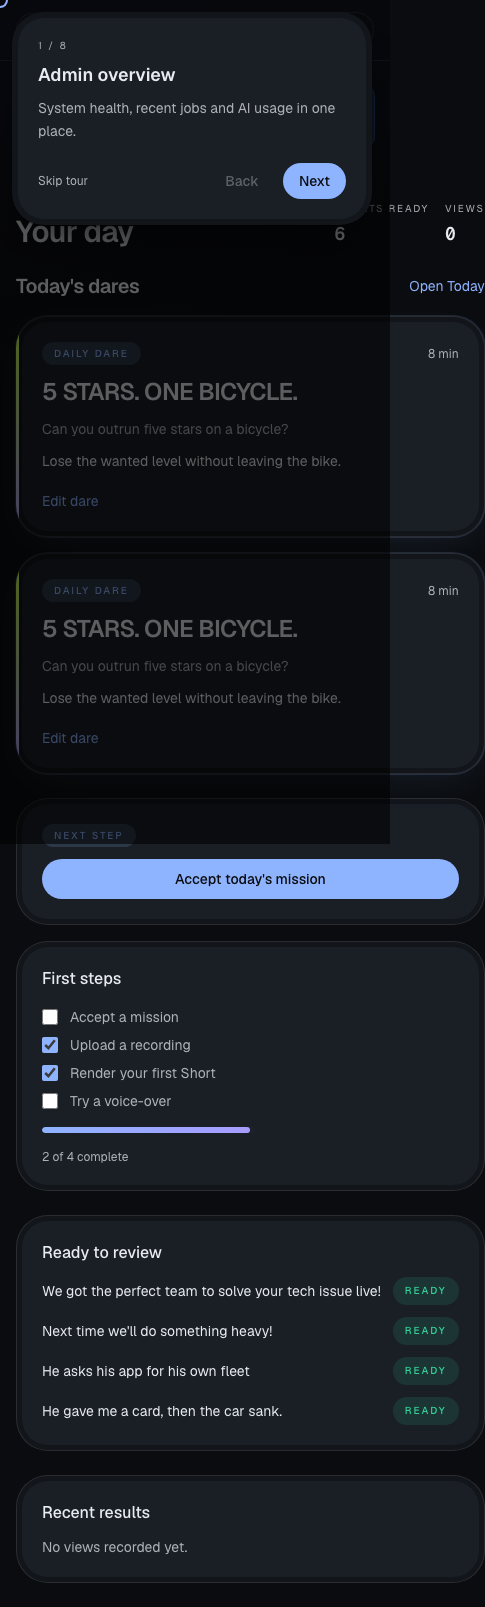 1 / 8
Admin overview
System health, recent jobs and AI usage in one
place.
Skip tour
Back
Next
READY
VIEWS
Your day
6
0
Today's dares
Open Today
DAILY DARE
8 min
5 STARS. ONE BICYCLE.
Can you outrun five stars on a bicycle?
Lose the wanted level without leaving the bike.
Edit dare
DAILY DARE
8 min
5 STARS. ONE BICYCLE.
Can you outrun five stars on a bicycle?
Lose the wanted level without leaving the bike.
Edit dare
NEXT STEP
Accept today's mission
First steps
Accept a mission
Upload a recording
Render your first Short
Try a voice-over
2 of 4 complete
Ready to review
We got the perfect team to solve your tech issue live!
READY
Next time we'll do something heavy!
READY
He asks his app for his own fleet
READY
He gave me a card, then the car sank.
READY
Recent results
No views recorded yet.